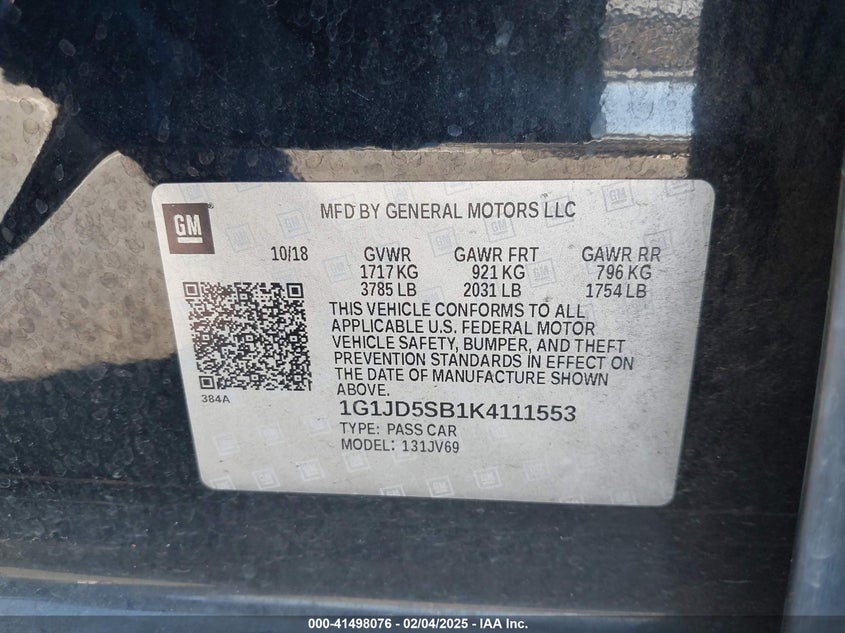 GM
MFD BY GENERAL MOTORS LLC
10/18 GVWR GAWR FRT GAWR RR
1717 KG 921 KG 796 KG
3785 LB 2031 LB 1754 LB
THIS VEHICLE CONFORMS TO ALL
APPLICABLE U.S. FEDERAL MOTOR
VEHICLE SAFETY, BUMPER, AND THEFT
PREVENTION STANDARDS IN EFFECT ON
THE DATE OF MANUFACTURE SHOWN
ABOVE.
384A
1G1JD5SB1K4111553
TYPE: PASS CAR
MODEL: 131JV69
000-41498076 - 02/04/2025 - IAA Inc.